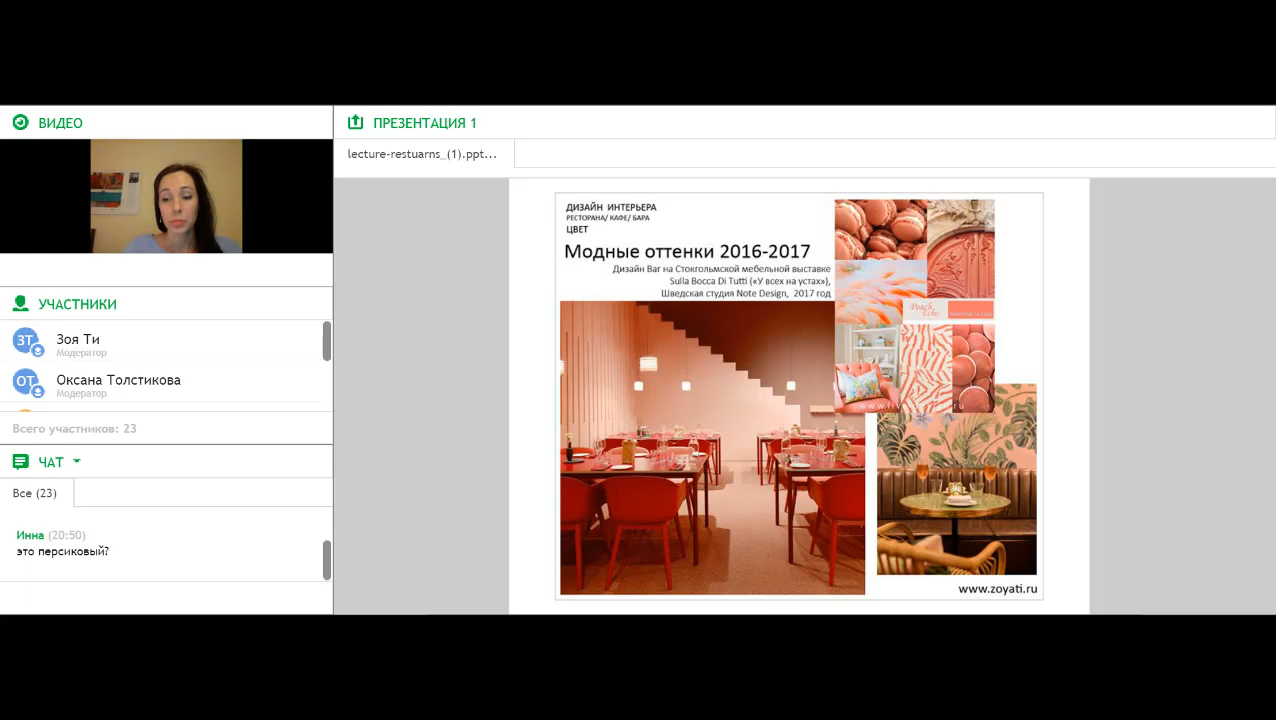 ВИДЕО
ПРЕЗЕНТАЦИЯ 1
lecture-restuarns_(1).ppt...
УЧАСТНИКИ
ЗТ
Зоя Ти
Модератор
ОТ
Оксана Толстикова
Модератор
Всего участников: 23
ЧАТ
Все (23)
Инна (20:50)
это персиковый?
ДИЗАЙН ИНТЕРЬЕРА
РЕСТОРАНА/ КАФЕ/ БАРА
ЦВЕТ
Модные оттенки 2016-2017
Дизайн Bar на Стокгольмской мебельной выставке
Sulla Bocca Di Tutti («У всех на устах»),
Шведская студия Note Design, 2017 год
Peach
Echo
www.zoyati.ru